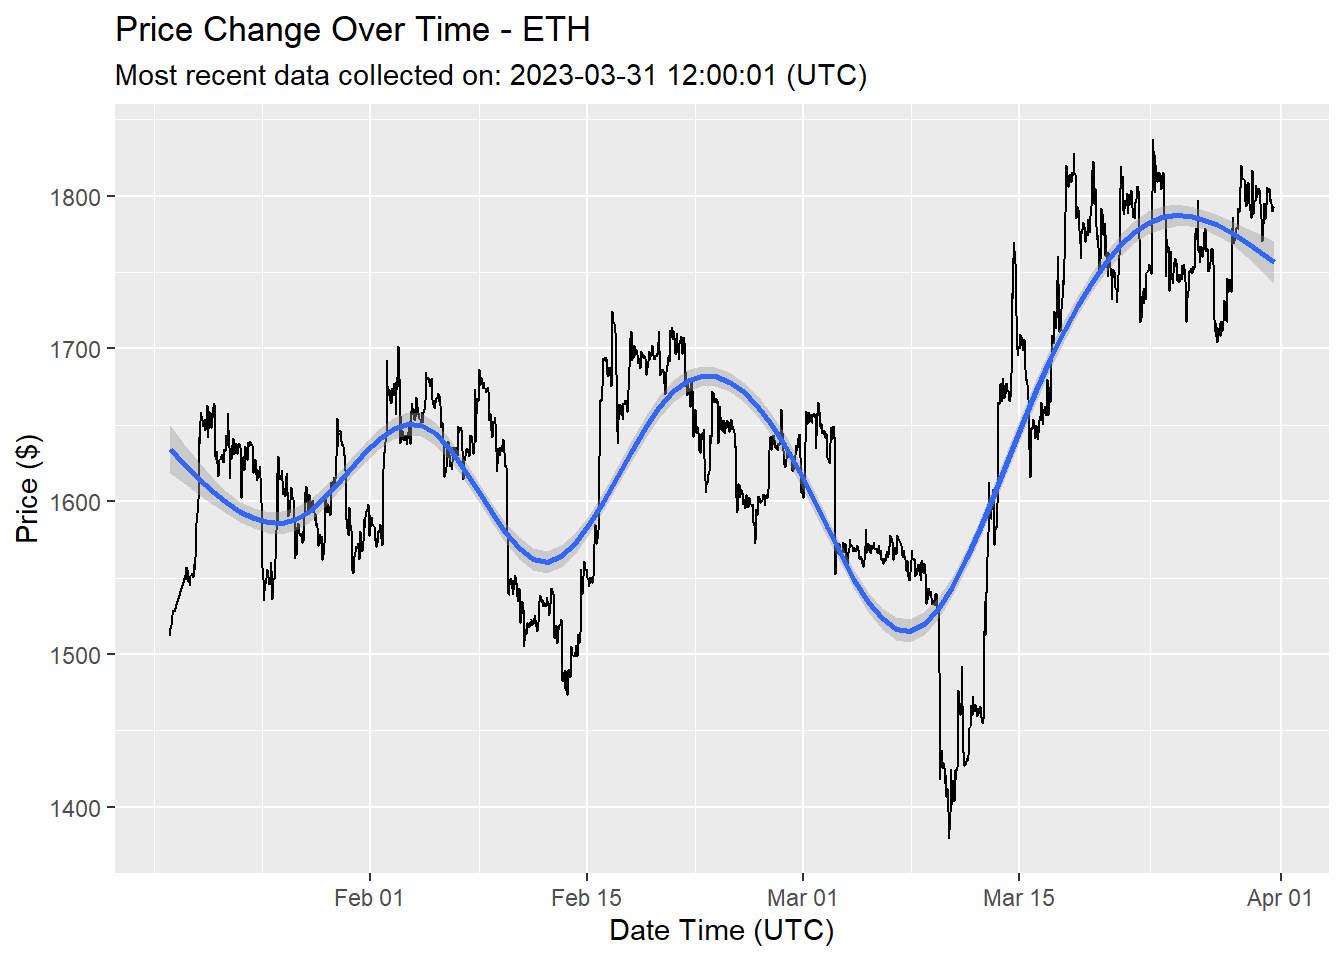 Price Change Over Time - ETH
Most recent data collected on: 2023-03-31 12:00:01 (UTC)
Price ($)
1800
1700
1600
1500
1400
Feb 01
Feb 15
Mar 01
Mar 15
Apr 01
Date Time (UTC)